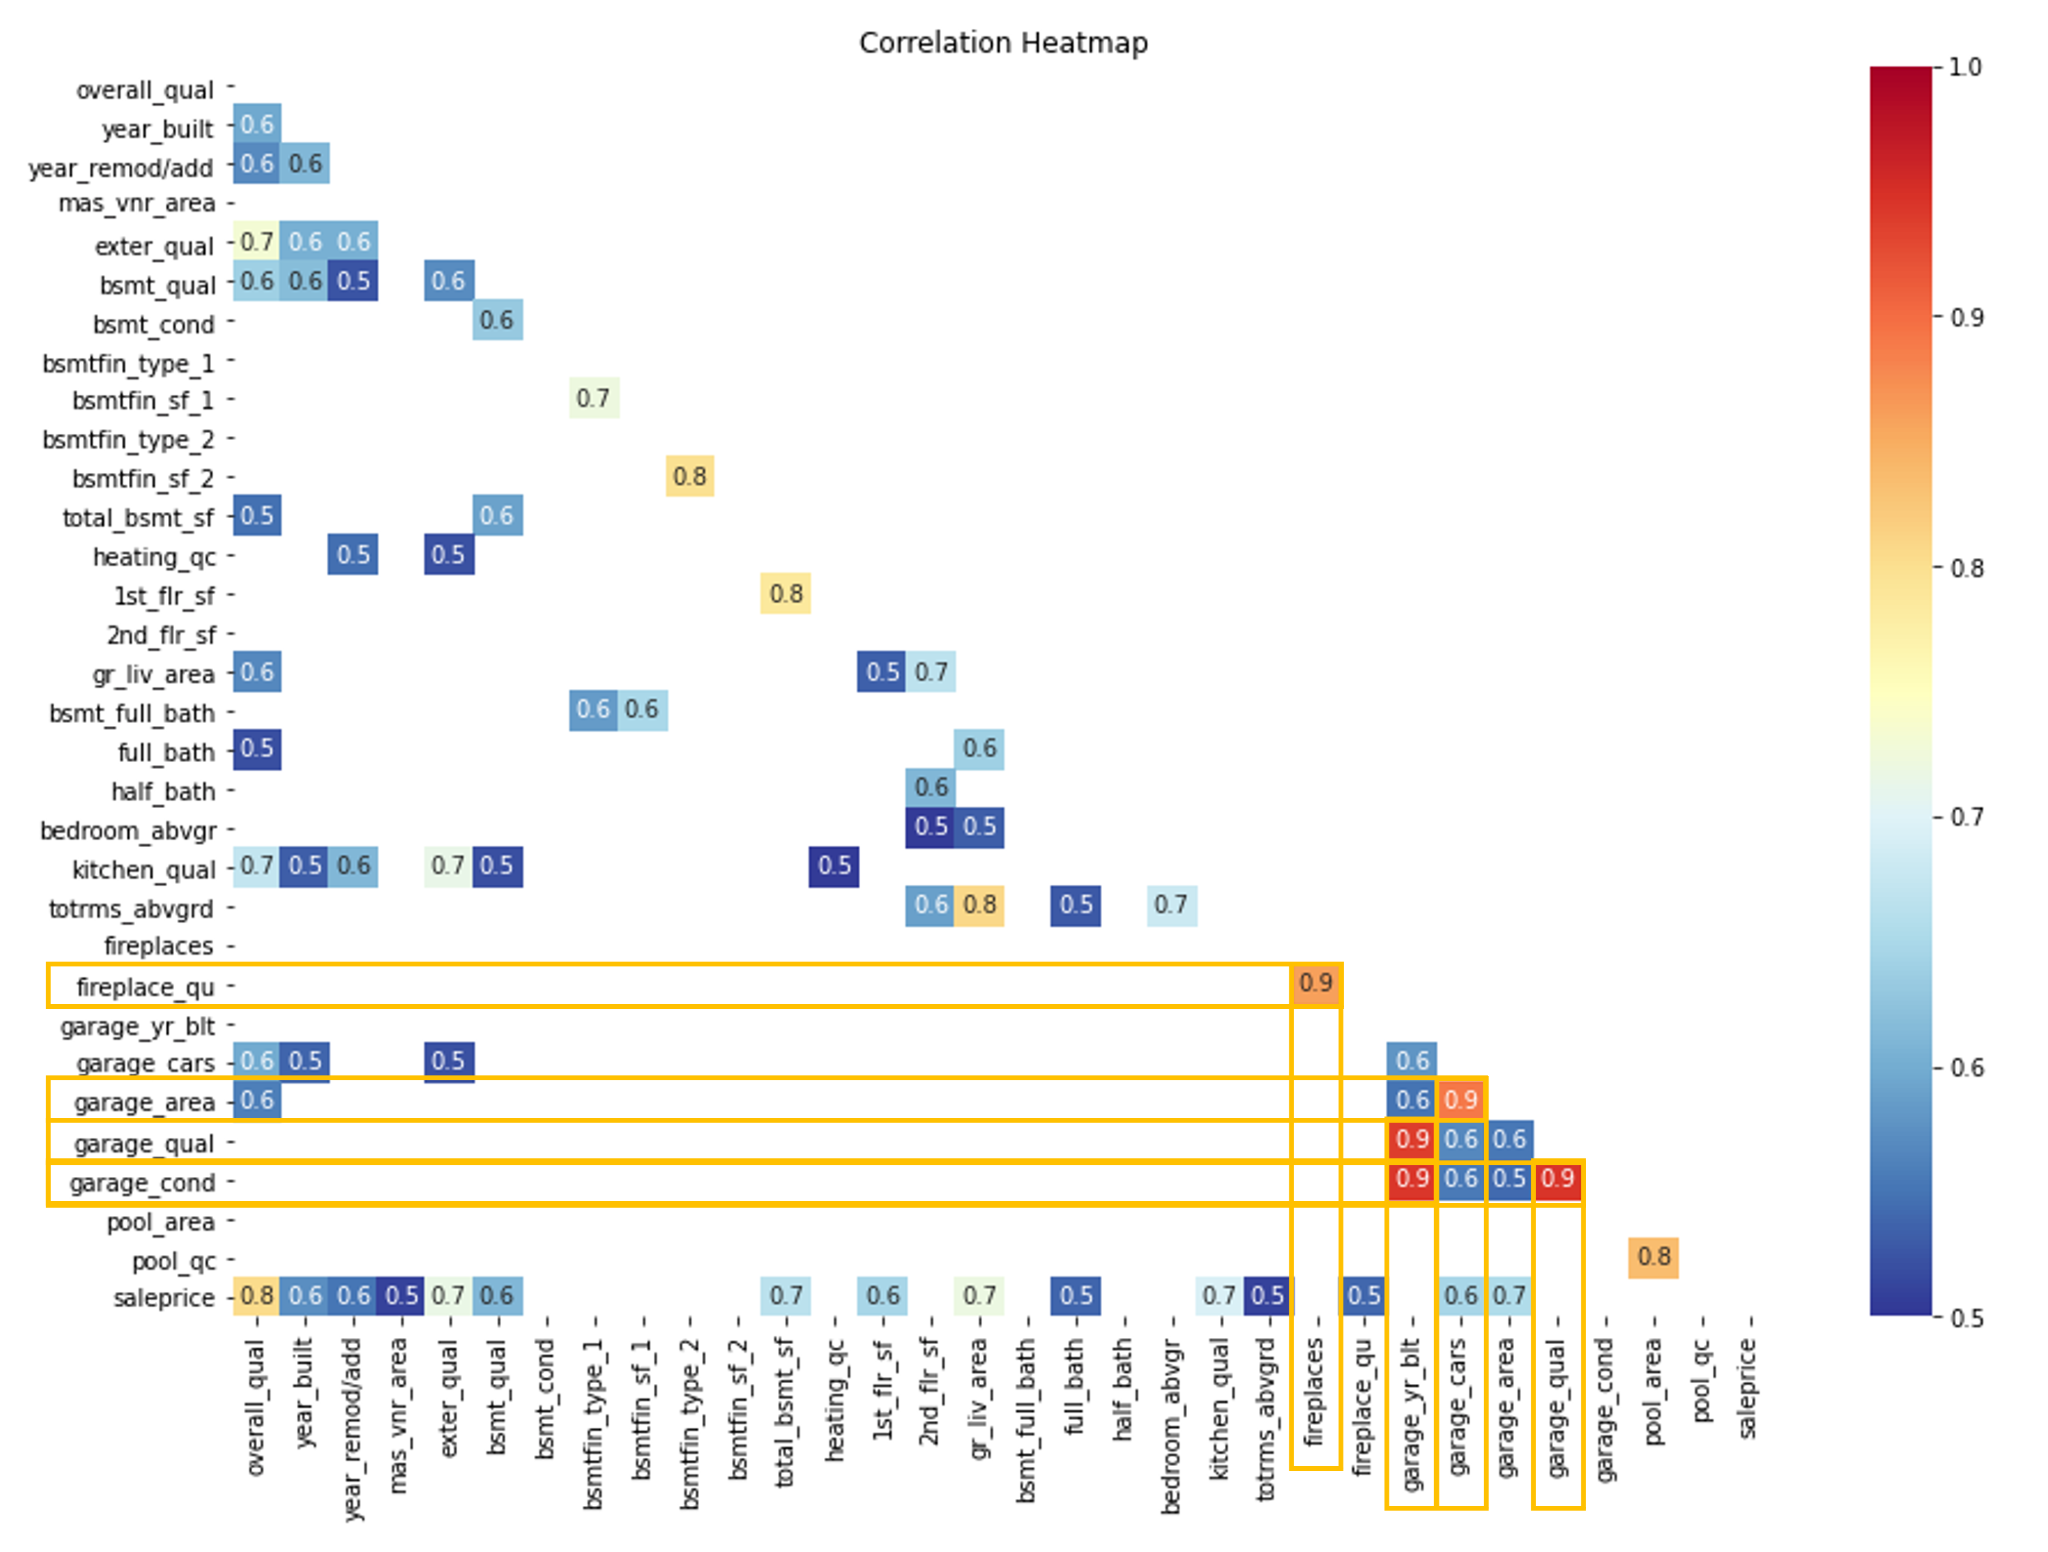 Correlation Heatmap
overall_qual
year_built 0.6
year_remod/add 0.6 0.6
mas_vnr_area
exter_qual 0.7 0.6 0.6
bsmt_qual 0.6 0.6 0.5 0.6
bsmt_cond 0.6
bsmtfin_type_1
bsmtfin_sf_1 0.7
bsmtfin_type_2
bsmtfin_sf_2 0.8
total_bsmt_sf 0.5 0.6
heating_qc 0.5 0.5
1st_flr_sf 0.8
2nd_flr_sf
gr_liv_area 0.6 0.5 0.7
bsmt_full_bath 0.6 0.6
full_bath 0.5 0.6
half_bath 0.6
bedroom_abvgr 0.5 0.5
kitchen_qual 0.7 0.5 0.6 0.7 0.5 0.5
totrms_abvgrd 0.6 0.8 0.5 0.7
fireplaces
fireplace_qu 0.9
garage_yr_blt
garage_cars 0.6 0.5 0.5 0.6
garage_area 0.6 0.6 0.9
garage_qual 0.9 0.6 0.6
garage_cond 0.9 0.6 0.5 0.9
pool_area
pool_qc 0.8
saleprice 0.8 0.6 0.6 0.5 0.7 0.6 0.7 0.6 0.7 0.5 0.7 0.5 0.5 0.6 0.7
overall_qual
year_built
year_remod/add
mas_vnr_area
exter_qual
bsmt_qual
bsmt_cond
bsmtfin_type_1
bsmtfin_sf_1
bsmtfin_type_2
bsmtfin_sf_2
total_bsmt_sf
heating_qc
1st_flr_sf
2nd_flr_sf
gr_liv_area
bsmt_full_bath
full_bath
half_bath
bedroom_abvgr
kitchen_qual
totrms_abvgrd
fireplaces
fireplace_qu
garage_yr_blt
garage_cars
garage_area
garage_qual
garage_cond
pool_area
pool_qc
saleprice
1.0
0.9
0.8
0.7
0.6
0.5